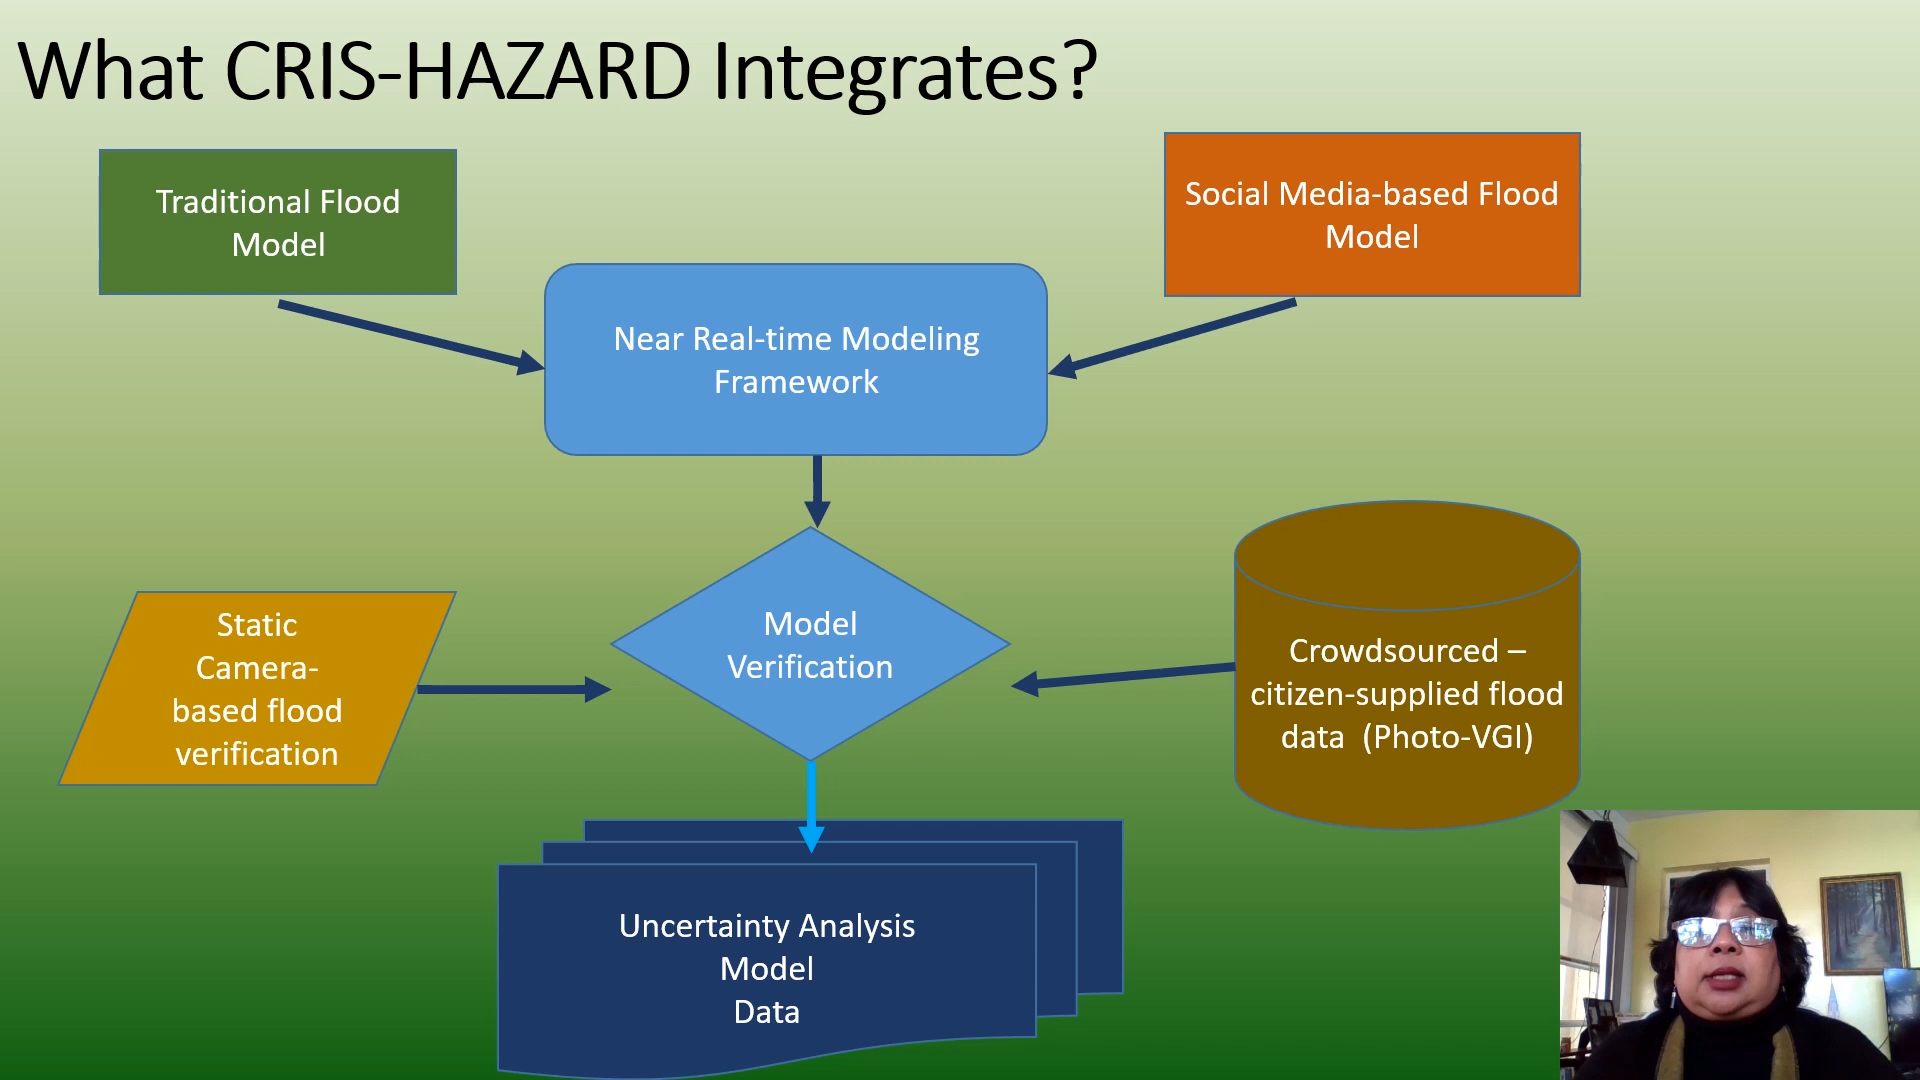 What CRIS-HAZARD Integrates?
Traditional Flood
Model
Social Media-based Flood
Model
Near Real-time Modeling
Framework
Static
Camera-
based flood
verification
Model
Verification
Crowdsourced –
citizen-supplied flood
data (Photo-VGI)
Uncertainty Analysis
Model
Data